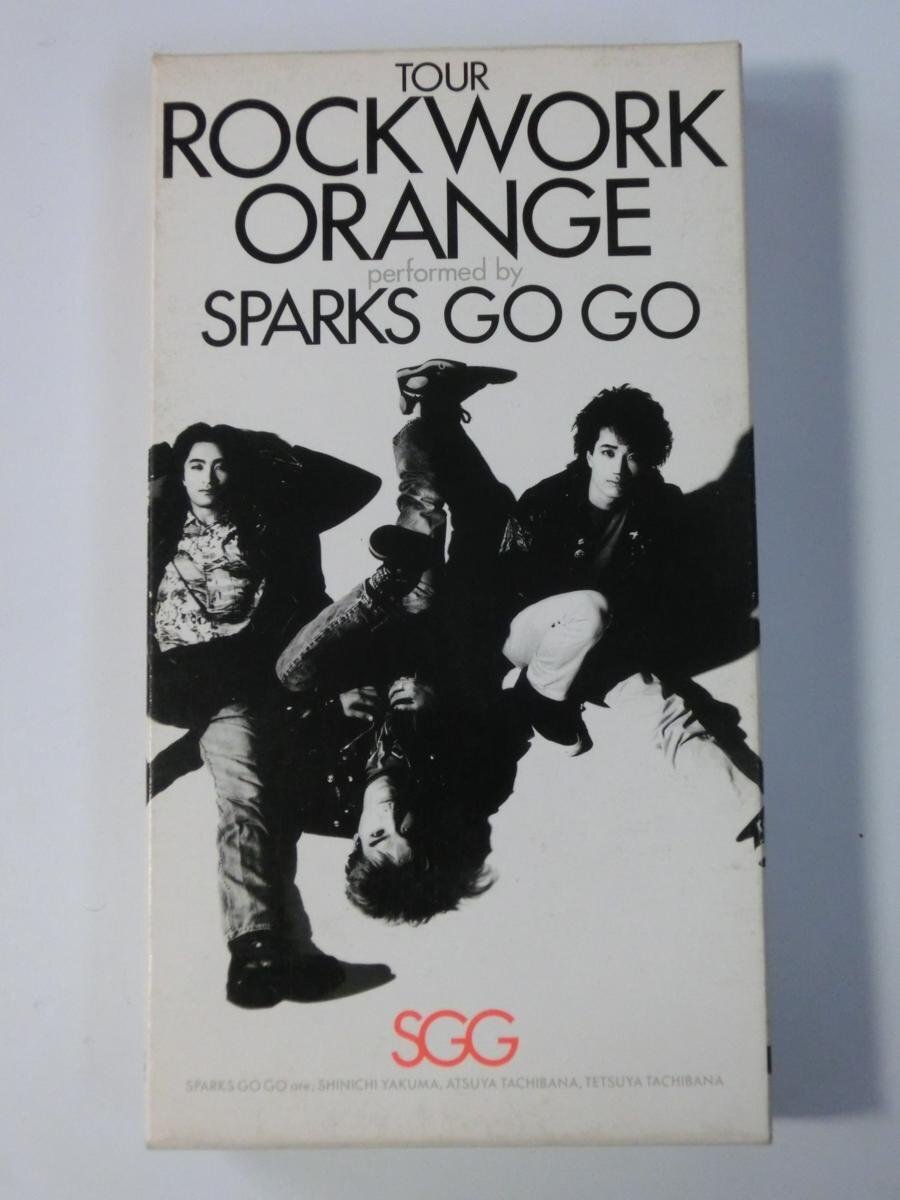 TOUR
ROCKWORK
ORANGE
performed by
SPARKS GO GO
SGG
SPARKS GO GO are; SHINICHI YAKUMA, ATSUYA TACHIBANA, TETSUYA TACHIBANA